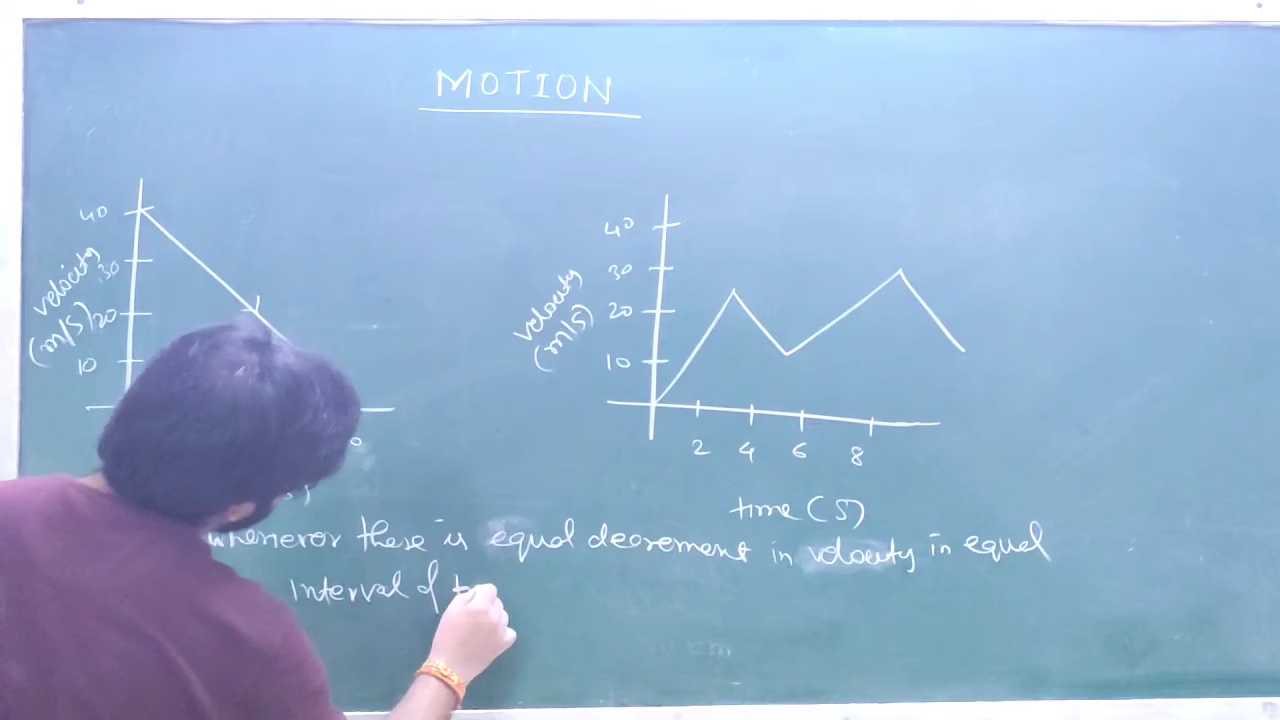 MOTION
40
30
20
10
velocity
(m/s)
40
30
20
10
velocity
(m/s)
2 4 6 8
time (S)
whenever there is equal decrement in velocity in equal
interval of